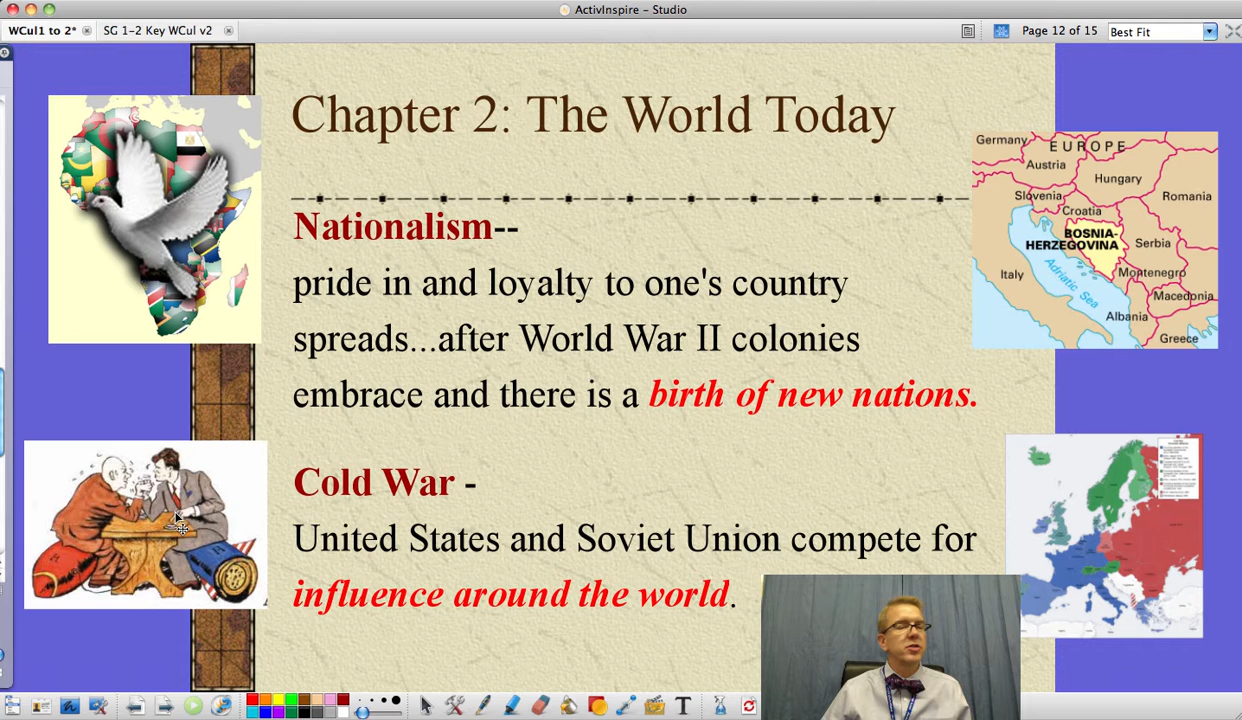 ActivInspire - Studio
WCul1 to 2*
SG 1-2 Key WCul v2
Page 12 of 15
Best Fit
Chapter 2: The World Today
Nationalism--
pride in and loyalty to one's country
spreads...after World War II colonies
embrace and there is a birth of new nations.
Cold War -
United States and Soviet Union compete for
influence around the world.
Germany
EUROPE
Austria
Hungary
Slovenia
Romania
Croatia
BOSNIA-
HERZEGOVINA
Serbia
Italy
Adriatic Sea
Montenegro
Macedonia
Albania
Greece
H
T